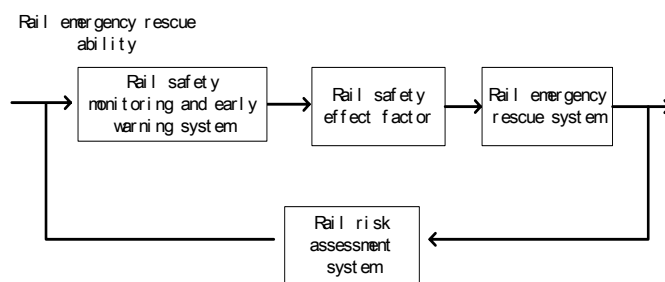 Rail emergency rescue
ability
Rail safety
monitoring and early
warning system
Rail safety
effect factor
Rail emergency
rescue system
Rail risk
assessment
system